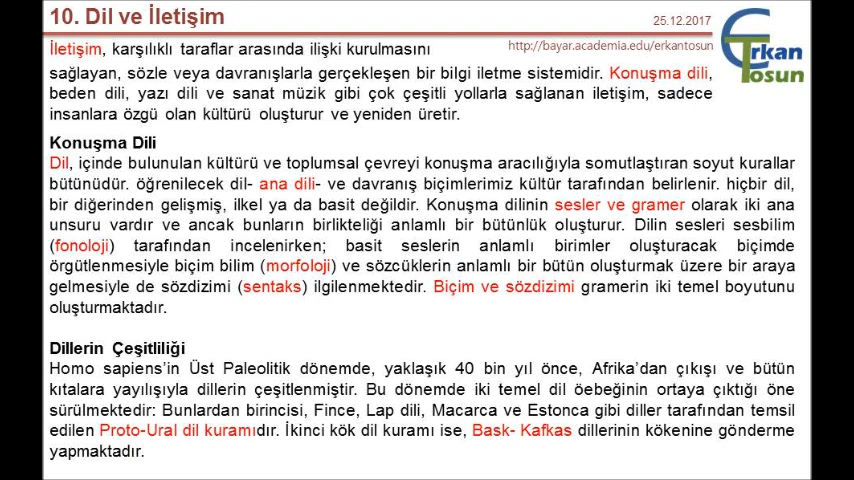 10. Dil ve İletişim
25.12.2017
İletişim, karşılıklı taraflar arasında ilişki kurulmasını
http://bayar.academia.edu/erkantosun
Erkan
Tosun
sağlayan, sözle veya davranışlarla gerçekleşen bir bilgi iletme sistemidir. Konuşma dili,
beden dili, yazı dili ve sanat müzik gibi çok çeşitli yollarla sağlanan iletişim, sadece
insanlara özgü olan kültürü oluşturur ve yeniden üretir.
Konuşma Dili
Dil, içinde bulunulan kültürü ve toplumsal çevreyi konuşma aracılığıyla somutlaştıran soyut kurallar
bütünüdür. öğrenilecek dil- ana dili- ve davranış biçimlerimiz kültür tarafından belirlenir. hiçbir dil,
bir diğerinden gelişmiş, ilkel ya da basit değildir. Konuşma dilinin sesler ve gramer olarak iki ana
unsuru vardır ve ancak bunların birlikteliği anlamlı bir bütünlük oluşturur. Dilin sesleri sesbilim
(fonoloji) tarafından incelenirken; basit seslerin anlamlı birimler oluşturacak biçimde
örgütlenmesiyle biçim bilim (morfoloji) ve sözcüklerin anlamlı bir bütün oluşturmak üzere bir araya
gelmesiyle de sözdizimi (sentaks) ilgilenmektedir. Biçim ve sözdizimi gramerin iki temel boyutunu
oluşturmaktadır.
Dillerin Çeşitliliği
Homo sapiens’in Üst Paleolitik dönemde, yaklaşık 40 bin yıl önce, Afrika’dan çıkışı ve bütün
kıtalara yayılışıyla dillerin çeşitlenmiştir. Bu dönemde iki temel dil öebeğinin ortaya çıktığı öne
sürülmektedir: Bunlardan birincisi, Fince, Lap dili, Macarca ve Estonca gibi diller tarafından temsil
edilen Proto-Ural dil kuramıdır. İkinci kök dil kuramı ise, Bask- Kafkas dillerinin kökenine gönderme
yapmaktadır.